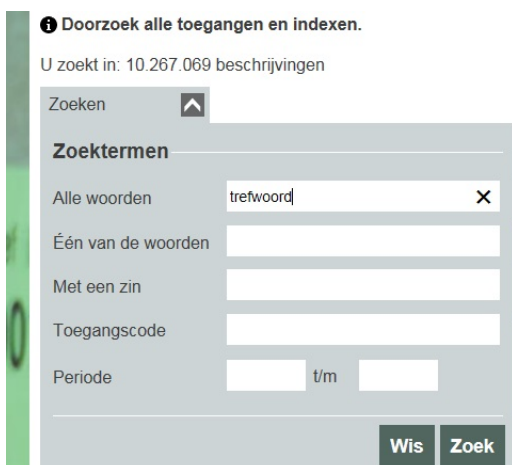 Doorzoek alle toegangen en indexen.
U zoekt in: 10.267.069 beschrijvingen
Zoeken
Zoektermen
Alle woorden trefwoord
Één van de woorden
Met een zin
Toegangscode
Periode t/m
Wis Zoek